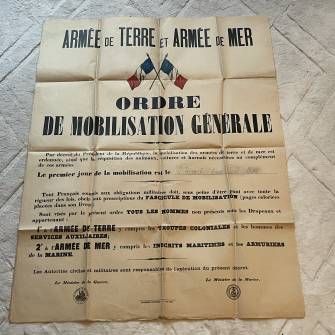 ARMÉE DE TERRE ET ARMÉE DE MER
ORDRE
DE MOBILISATION GÉNÉRALE
Par décret du Président de la République, la mobilisation des armées de terre et de mer est
ordonnée, ainsi que la réquisition des animaux, voitures et harnais nécessaires au complément
de ces armées.
Le premier jour de la mobilisation est le
Tout Français soumis aux obligations militaires doit, sous peine d'être puni avec toute la
rigueur des lois, obéir aux prescriptions du FASCICULE DE MOBILISATION (pages coloriées
placées dans son livret).
Sont visés par le présent ordre TOUS LES HOMMES non présents sous les Drapeaux et
appartenant :
1° à l'ARMÉE DE TERRE y compris les TROUPES COLONIALES et les hommes des
SERVICES AUXILIAIRES;
2° à l'ARMÉE DE MER y compris les INSCRITS MARITIMES et les ARMURIERS
de la MARINE.
Les Autorités civiles et militaires sont responsables de l'exécution du présent décret.
Le Ministre de la Guerre, Le Ministre de la Marine,